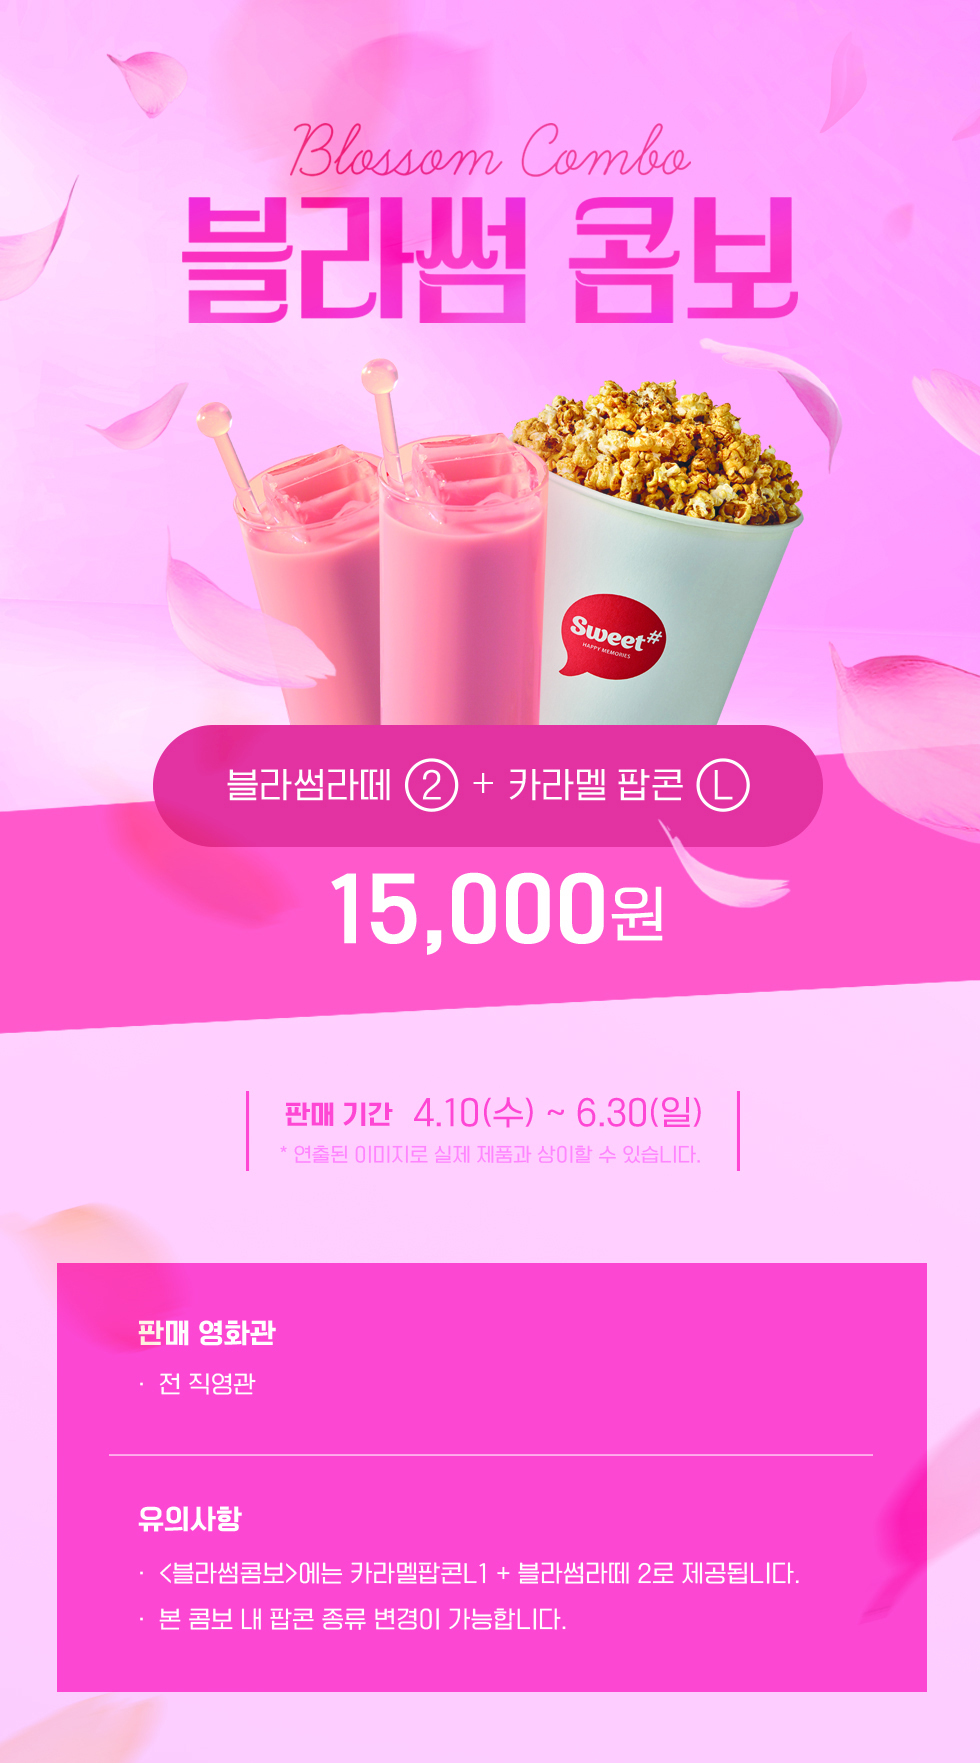 Blossom Combo
블라썸 콤보
Sweet#
HAPPY MEMORIES
블라썸라떼 ② + 카라멜 팝콘 Ⓛ
15,000원
판매 기간 4.10(수) ~ 6.30(일)
* 연출된 이미지로 실제 제품과 상이할 수 있습니다.
판매 영화관
· 전 직영관
유의사항
· <블라썸콤보>에는 카라멜팝콘L1 + 블라썸라떼 2로 제공됩니다.
· 본 콤보 내 팝콘 종류 변경이 가능합니다.